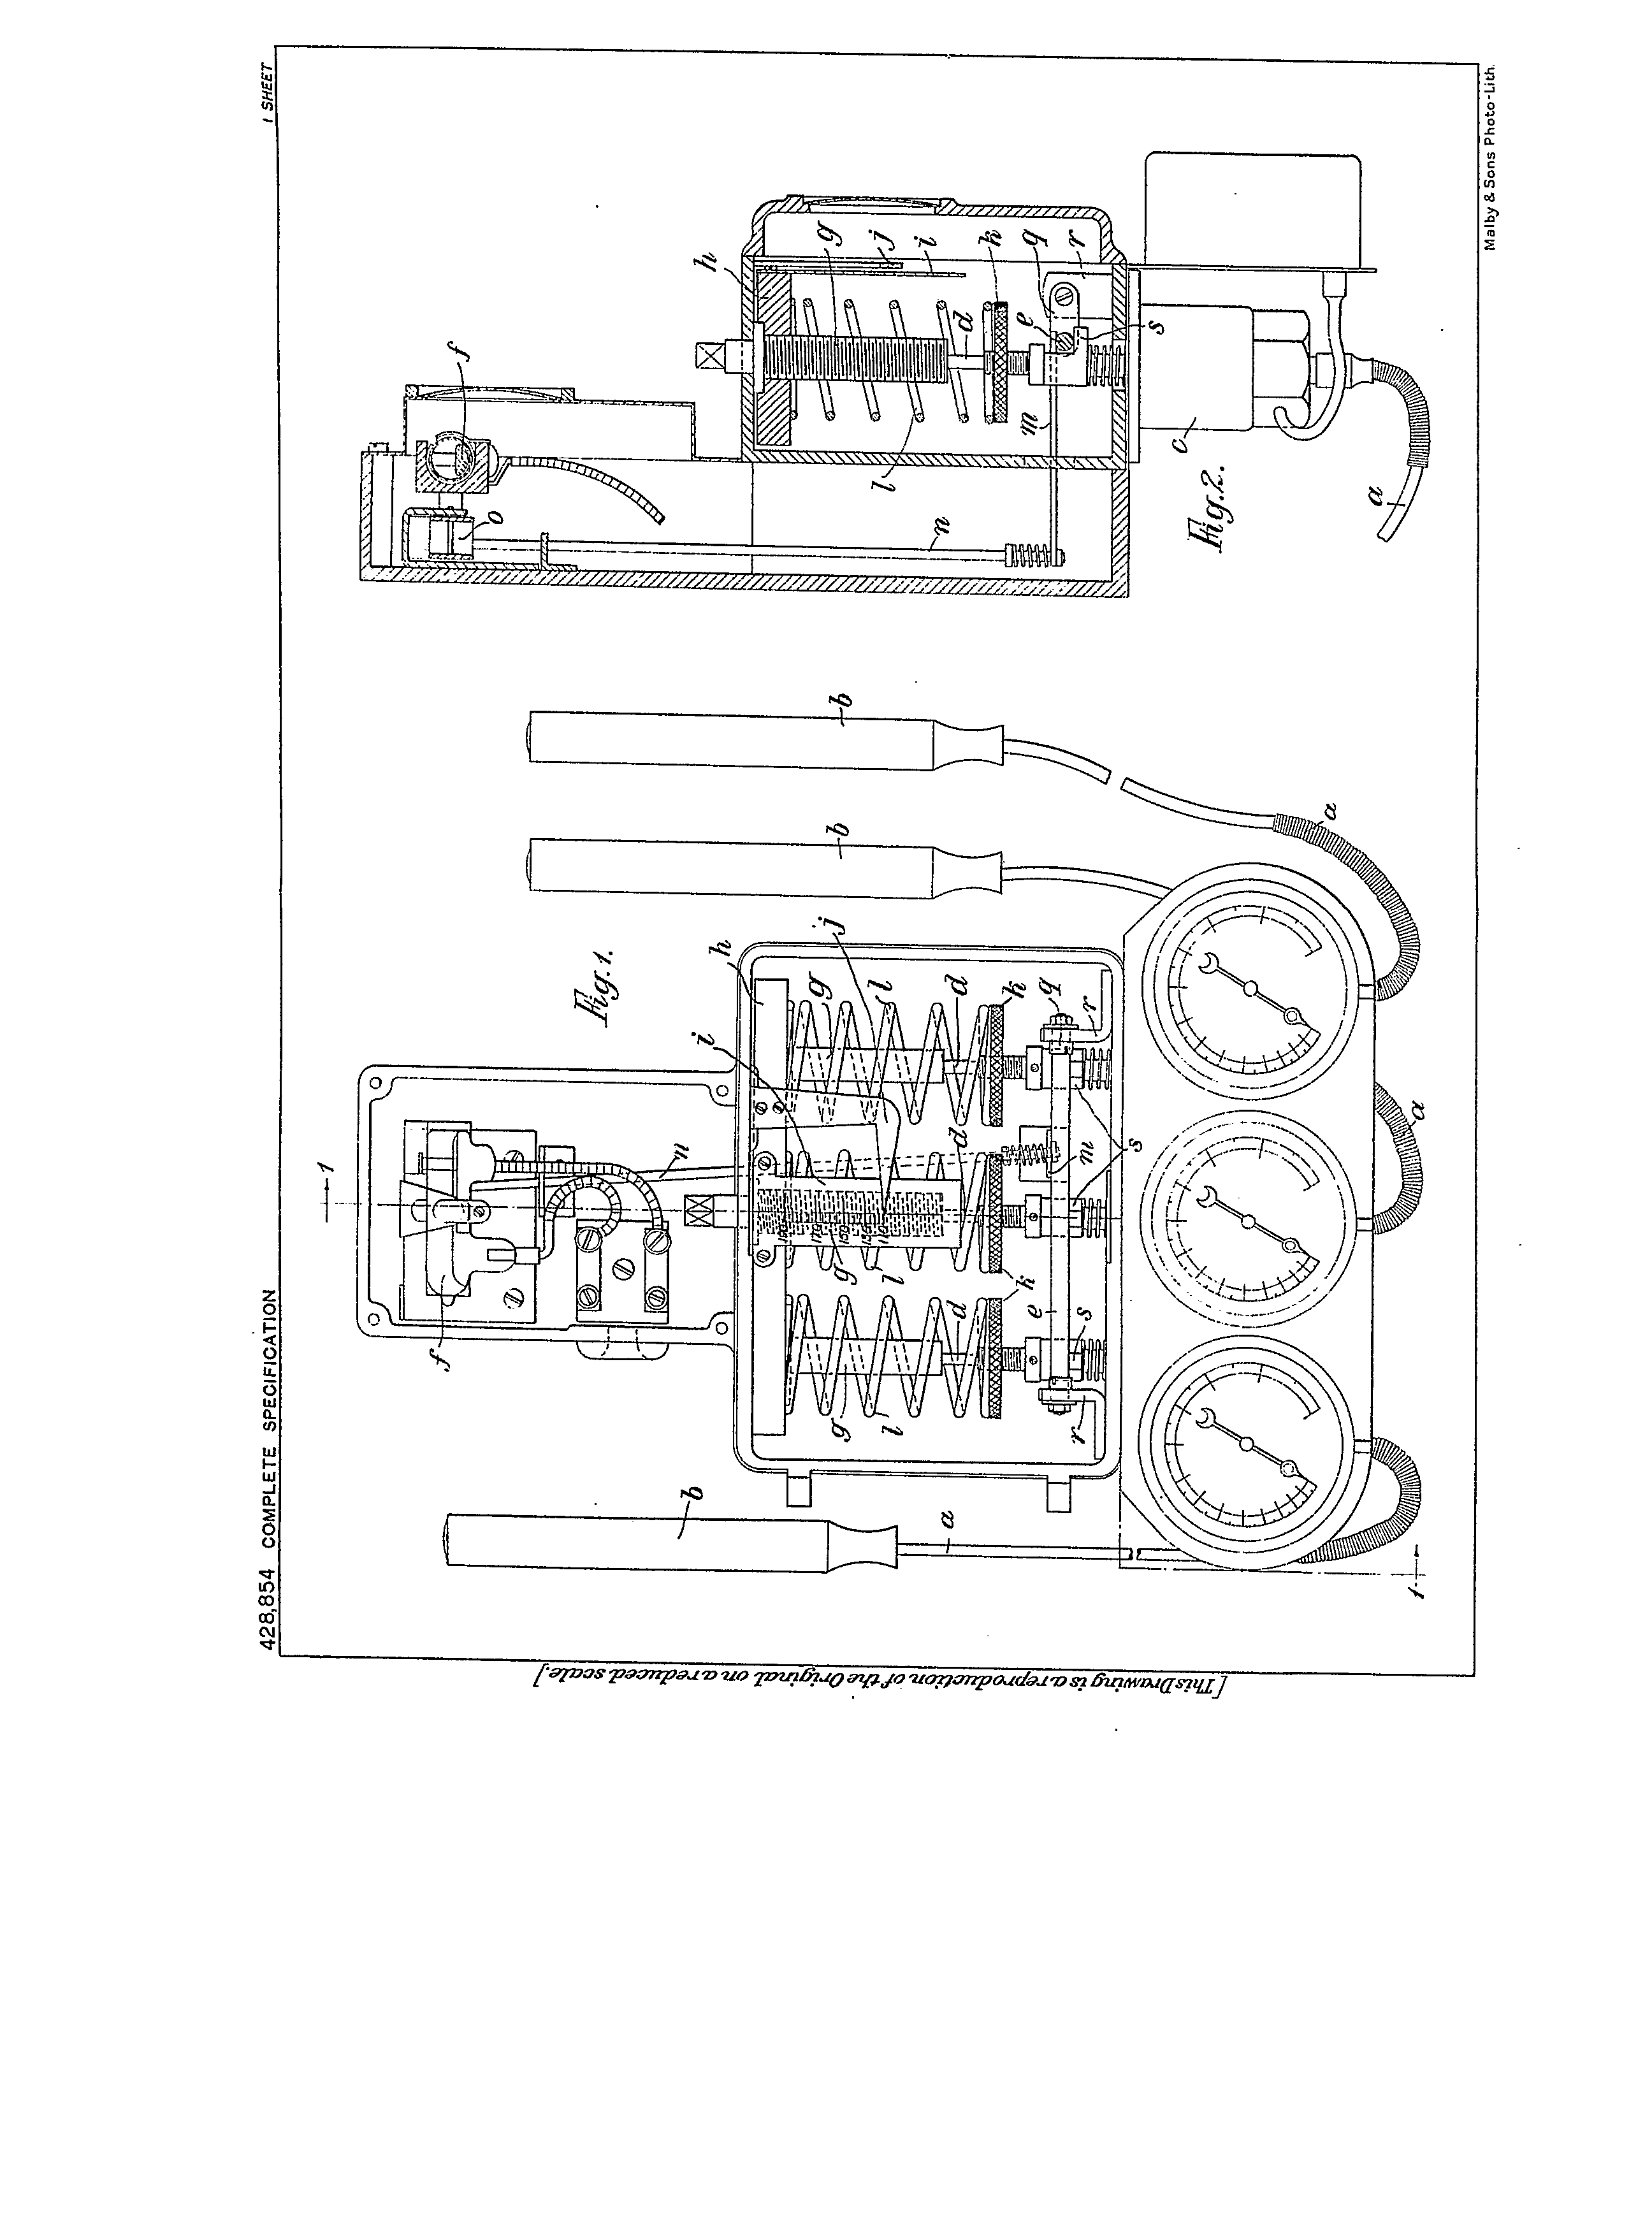 428,854 COMPLETE SPECIFICATION
1 SHEET
[This Drawing is a reproduction of the Original on a reduced scale.]
Malby & Sons Photo-Lith.
Fig.1.
1
f
n
h
i
j
g
l
d
k
q
r
g
l
d
k
m
s
g
l
d
e
s
r
b
b
b
a
a
a
1
Fig.2.
f
o
n
h
g
j
i
k
q
r
d
e
s
l
m
c
a